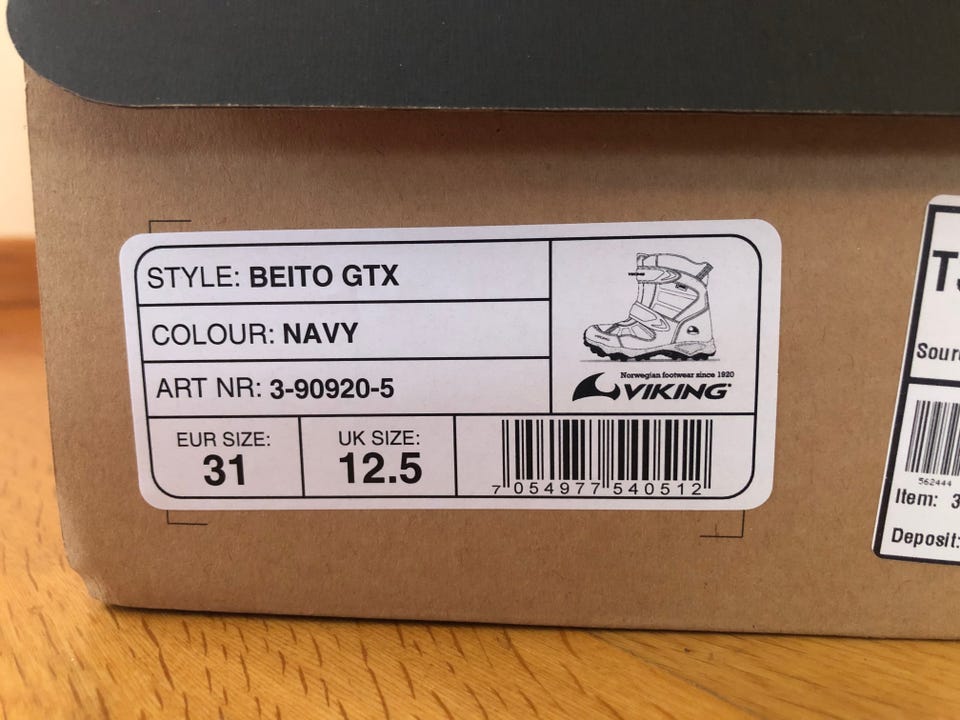 STYLE: BEITO GTX
COLOUR: NAVY
ART NR: 3-90920-5
Norwegian footwear since 1920
VIKING
EUR SIZE:
31
UK SIZE:
12.5
7 054977 540512
562444
Item: 3
Deposit: